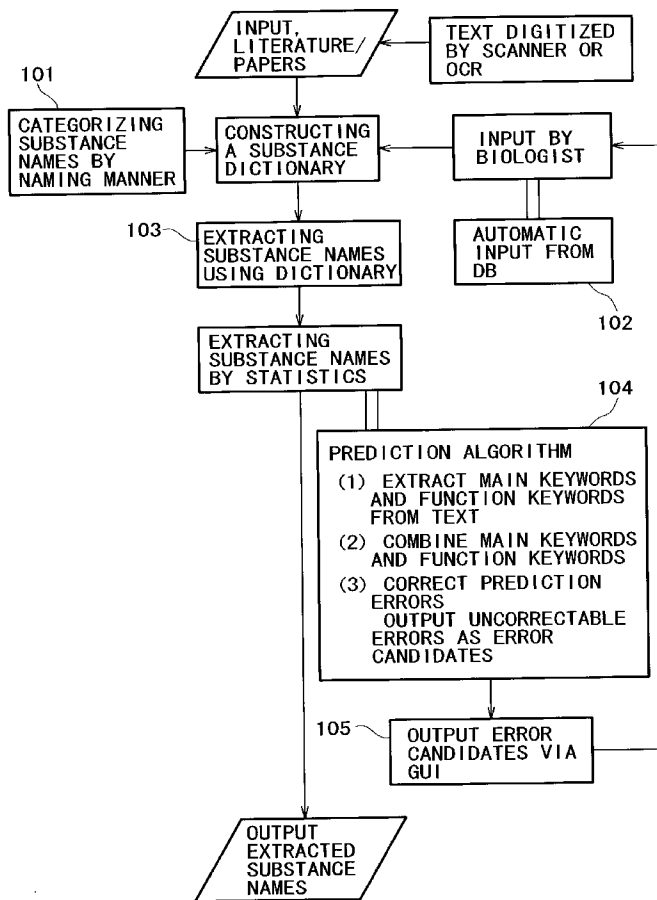 INPUT,
LITERATURE/
PAPERS
TEXT DIGITIZED
BY SCANNER OR
OCR
101
CATEGORIZING
SUBSTANCE
NAMES BY
NAMING MANNER
CONSTRUCTING
A SUBSTANCE
DICTIONARY
INPUT BY
BIOLOGIST
103
EXTRACTING
SUBSTANCE NAMES
USING DICTIONARY
AUTOMATIC
INPUT FROM
DB
102
EXTRACTING
SUBSTANCE NAMES
BY STATISTICS
104
PREDICTION ALGORITHM
(1) EXTRACT MAIN KEYWORDS
AND FUNCTION KEYWORDS
FROM TEXT
(2) COMBINE MAIN KEYWORDS
AND FUNCTION KEYWORDS
(3) CORRECT PREDICTION
ERRORS
OUTPUT UNCORRECTABLE
ERRORS AS ERROR
CANDIDATES
105
OUTPUT ERROR
CANDIDATES VIA
GUI
OUTPUT
EXTRACTED
SUBSTANCE
NAMES